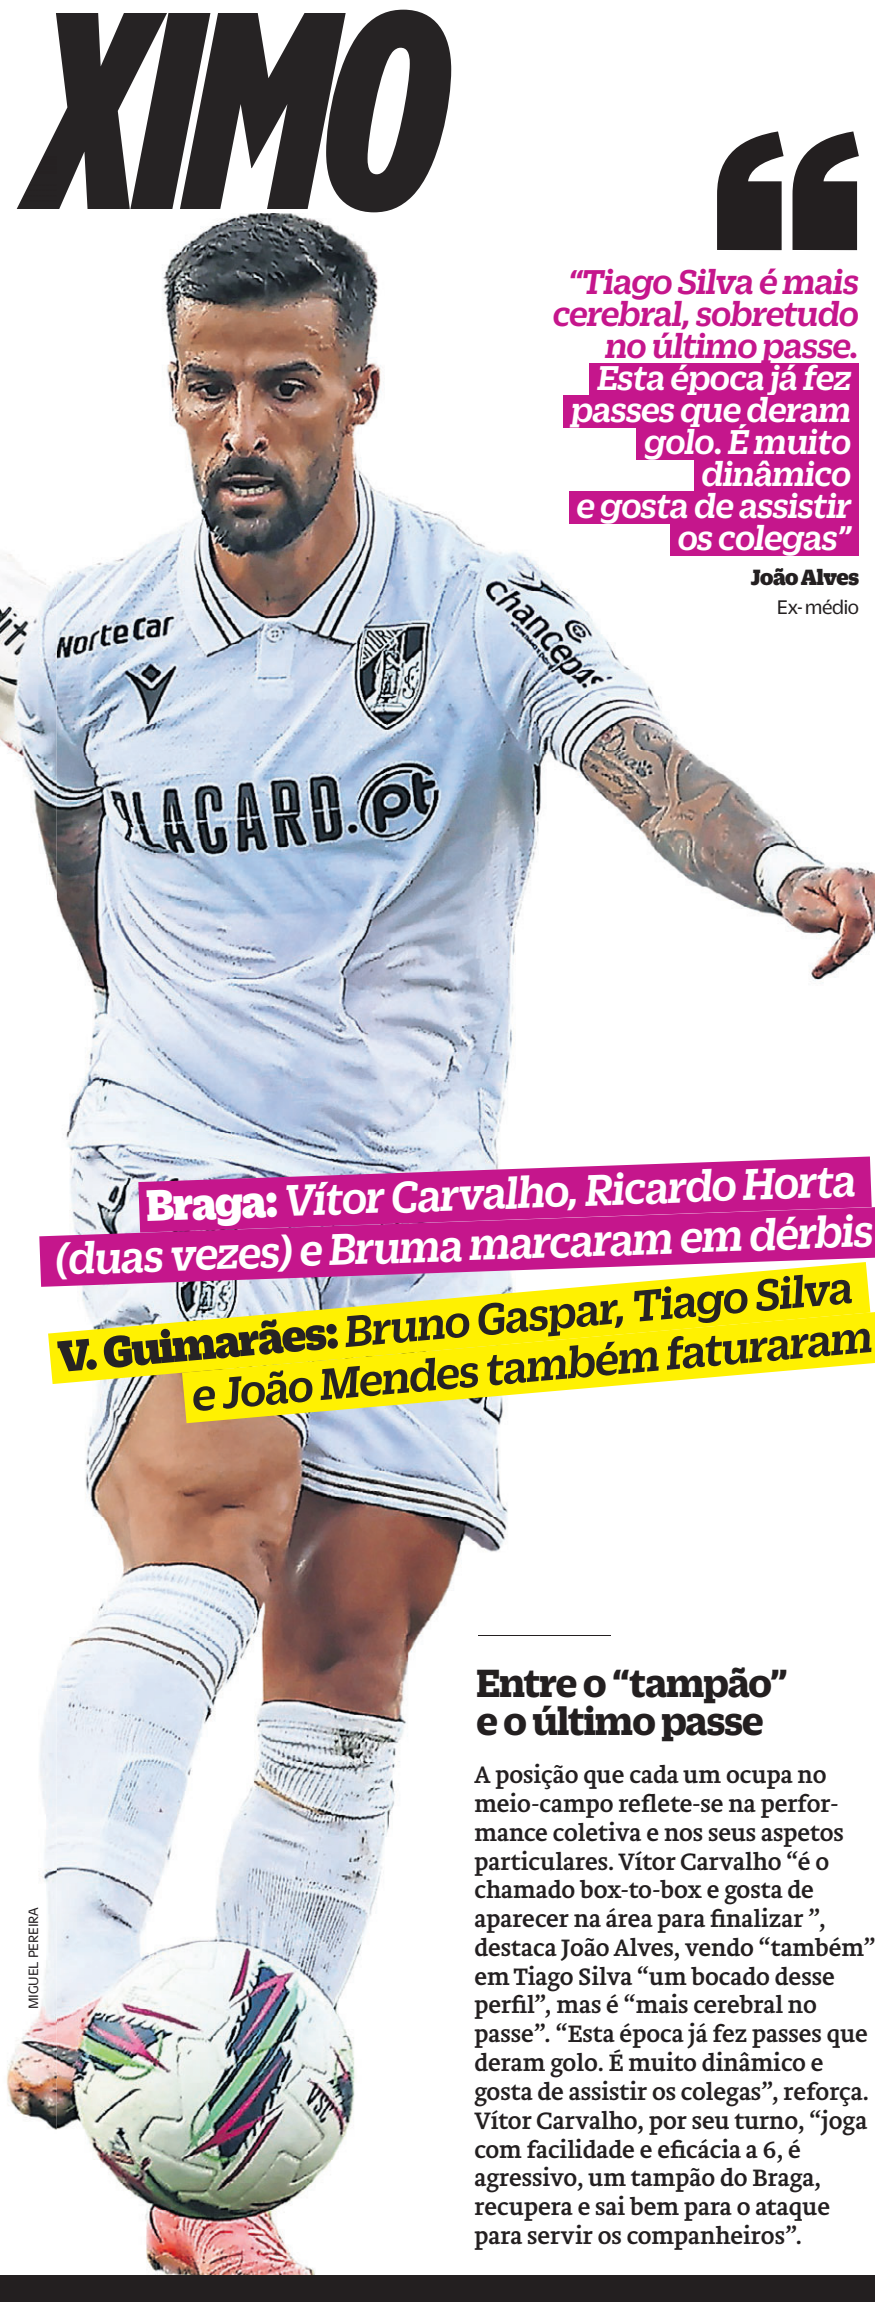 XIMO
“Tiago Silva é mais
cerebral, sobretudo
no último passe.
Esta época já fez
passes que deram
golo. É muito
dinâmico
e gosta de assistir
os colegas”
João Alves
Ex-médio
NorteCar
chancepa
PLACARD.pt
Braga: Vítor Carvalho, Ricardo Horta
(duas vezes) e Bruma marcaram em dérbis
V. Guimarães: Bruno Gaspar, Tiago Silva
e João Mendes também faturaram
Entre o “tampão”
e o último passe
A posição que cada um ocupa no
meio-campo reflete-se na perfor-
mance coletiva e nos seus aspetos
particulares. Vítor Carvalho “é o
chamado box-to-box e gosta de
aparecer na área para finalizar ”,
destaca João Alves, vendo “também”
em Tiago Silva “um bocado desse
perfil”, mas é “mais cerebral no
passe”. “Esta época já fez passes que
deram golo. É muito dinâmico e
gosta de assistir os colegas”, reforça.
Vítor Carvalho, por seu turno, “joga
com facilidade e eficácia a 6, é
agressivo, um tampão do Braga,
recupera e sai bem para o ataque
para servir os companheiros”.
MIGUEL PEREIRA
VSC